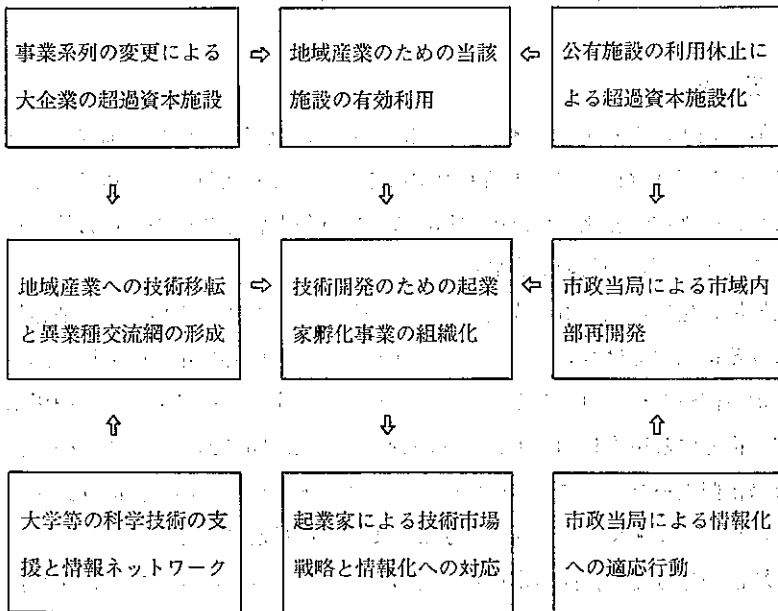 事業系列の変更による
大企業の超過資本施設
⇨
地域産業のための当該
施設の有効利用
⇦
公有施設の利用休止に
よる超過資本施設化
⇩
⇩
⇩
地域産業への技術移転
と異業種交流網の形成
⇨
技術開発のための起業
家孵化事業の組織化
⇦
市政当局による市域内
部再開発
⇧
⇩
⇧
大学等の科学技術の支
援と情報ネットワーク
起業家による技術市場
戦略と情報化への対応
市政当局による情報化
への適応行動